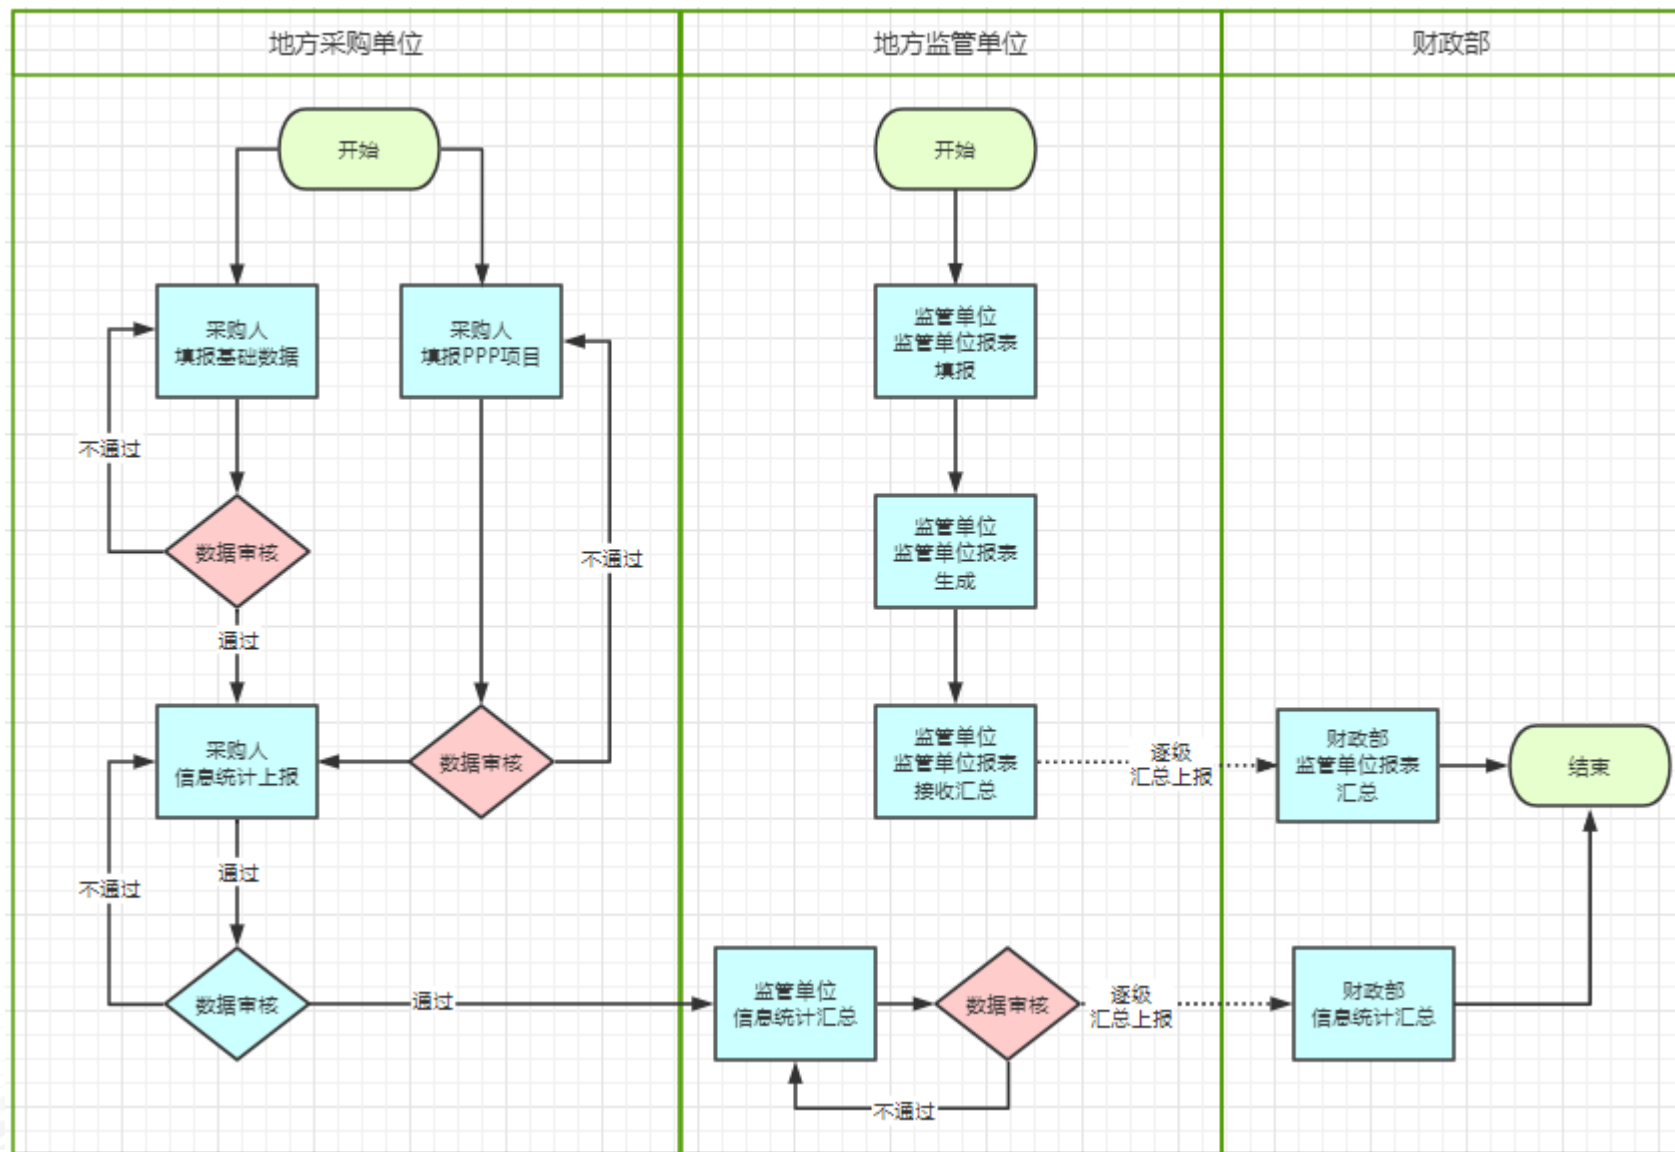 地方采购单位
地方监管单位
财政部
开始
开始
采购人
填报基础数据
采购人
填报PPP项目
监管单位
监管单位报表
填报
不通过
数据审核
不通过
监管单位
监管单位报表
生成
通过
采购人
信息统计上报
数据审核
监管单位
监管单位报表
接收汇总
逐级
汇总上报
财政部
监管单位报表
汇总
结束
通过
不通过
数据审核
通过
监管单位
信息统计汇总
数据审核
逐级
汇总上报
财政部
信息统计汇总
不通过